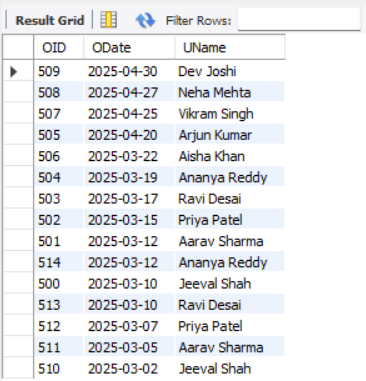 Result Grid Filter Rows:
OID ODate UName
509 2025-04-30 Dev Joshi
508 2025-04-27 Neha Mehta
507 2025-04-25 Vikram Singh
505 2025-04-20 Arjun Kumar
506 2025-03-22 Aisha Khan
504 2025-03-19 Ananya Reddy
503 2025-03-17 Ravi Desai
502 2025-03-15 Priya Patel
501 2025-03-12 Aarav Sharma
514 2025-03-12 Ananya Reddy
500 2025-03-10 Jeeval Shah
513 2025-03-10 Ravi Desai
512 2025-03-07 Priya Patel
511 2025-03-05 Aarav Sharma
510 2025-03-02 Jeeval Shah